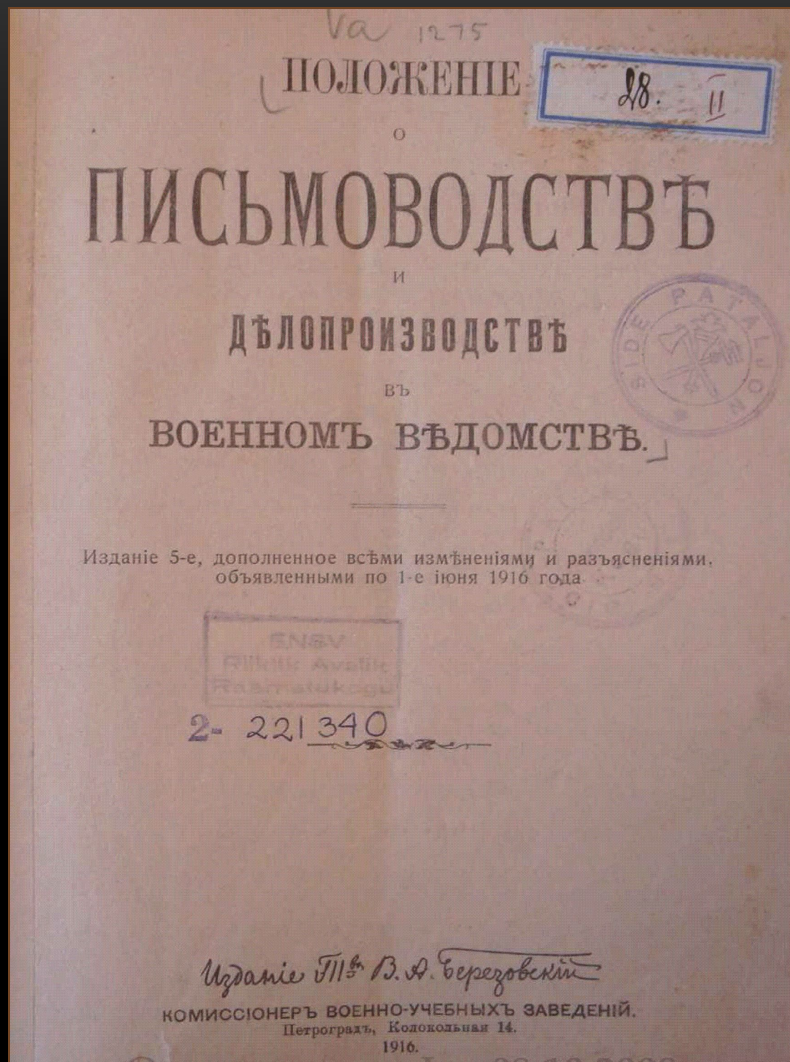 Va 1275
ПОЛОЖЕНІЕ
28. II
О
ПИСЬМОВОДСТВѢ
И
ДѢЛОПРОИЗВОДСТВѢ
ВЪ
ВОЕННОМЪ ВѢДОМСТВѢ.
SIDE PATALJON
Изданіе 5-е, дополненное всѣми измѣненіями и разъясненіями,
объявленными по 1-е іюня 1916 года
ENSV
Riiklik Avalik
Raamatukogu
2- 221340
Изданіе В. А. Березовскій
КОМИССІОНЕРЪ ВОЕННО-УЧЕБНЫХЪ ЗАВЕДЕНІЙ.
Петроградъ, Колокольная 14.
1916.